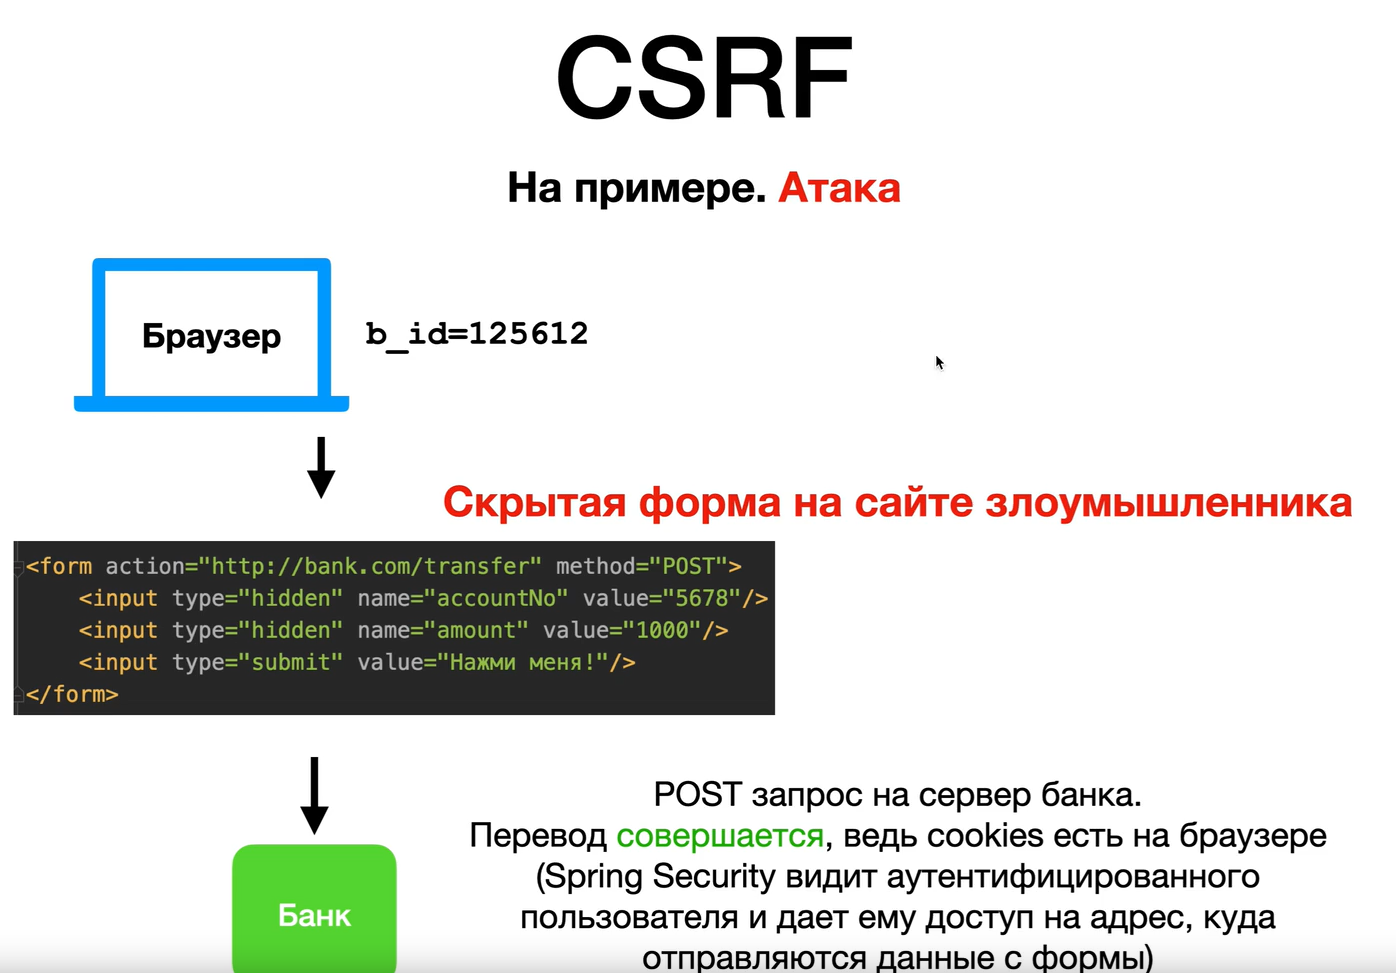 CSRF
На примере. Атака
Браузер
b_id=125612
Скрытая форма на сайте злоумышленника
<form action="http://bank.com/transfer" method="POST">
<input type="hidden" name="accountNo" value="5678"/>
<input type="hidden" name="amount" value="1000"/>
<input type="submit" value="Нажми меня!"/>
</form>
POST запрос на сервер банка.
Перевод совершается, ведь cookies есть на браузере
(Spring Security видит аутентифицированного
пользователя и дает ему доступ на адрес, куда
отправляются данные с формы)
Банк